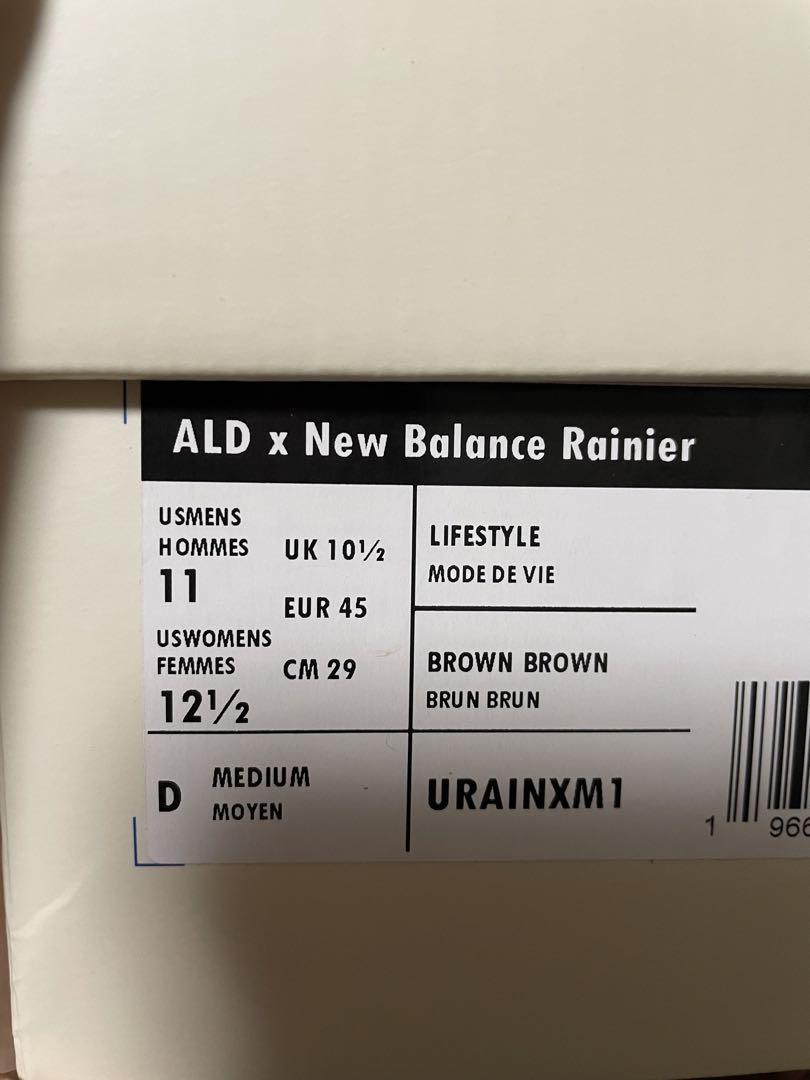 ALD x New Balance Rainier
USMENS
HOMMES
11
UK 10½
EUR 45
USWOMENS
FEMMES
12½
CM 29
D
MEDIUM
MOYEN
LIFESTYLE
MODE DE VIE
BROWN BROWN
BRUN BRUN
URAINXM1
1 966